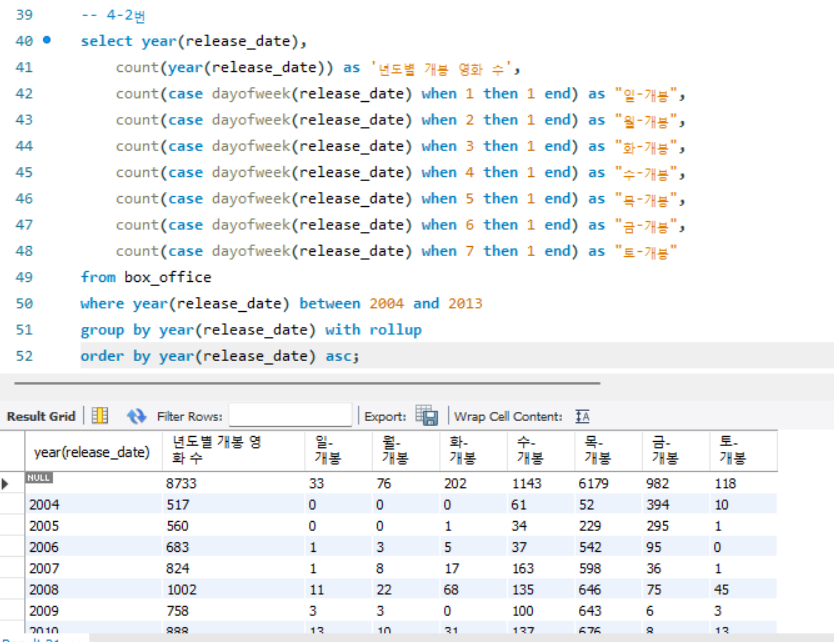 39 -- 4-2번
40 select year(release_date),
41 count(year(release_date)) as '년도별 개봉 영화 수',
42 count(case dayofweek(release_date) when 1 then 1 end) as "일-개봉",
43 count(case dayofweek(release_date) when 2 then 1 end) as "월-개봉",
44 count(case dayofweek(release_date) when 3 then 1 end) as "화-개봉",
45 count(case dayofweek(release_date) when 4 then 1 end) as "수-개봉",
46 count(case dayofweek(release_date) when 5 then 1 end) as "목-개봉",
47 count(case dayofweek(release_date) when 6 then 1 end) as "금-개봉",
48 count(case dayofweek(release_date) when 7 then 1 end) as "토-개봉"
49 from box_office
50 where year(release_date) between 2004 and 2013
51 group by year(release_date) with rollup
52 order by year(release_date) asc;
Result Grid Filter Rows: Export: Wrap Cell Content: IA
year(release_date) 년도별 개봉 영화 수 일-개봉 월-개봉 화-개봉 수-개봉 목-개봉 금-개봉 토-개봉
NULL 8733 33 76 202 1143 6179 982 118
2004 517 0 0 0 61 52 394 10
2005 560 0 0 1 34 229 295 1
2006 683 1 3 5 37 542 95 0
2007 824 1 8 17 163 598 36 1
2008 1002 11 22 68 135 646 75 45
2009 758 3 3 0 100 643 6 3
2010 888 13 10 31 137 676 8 13